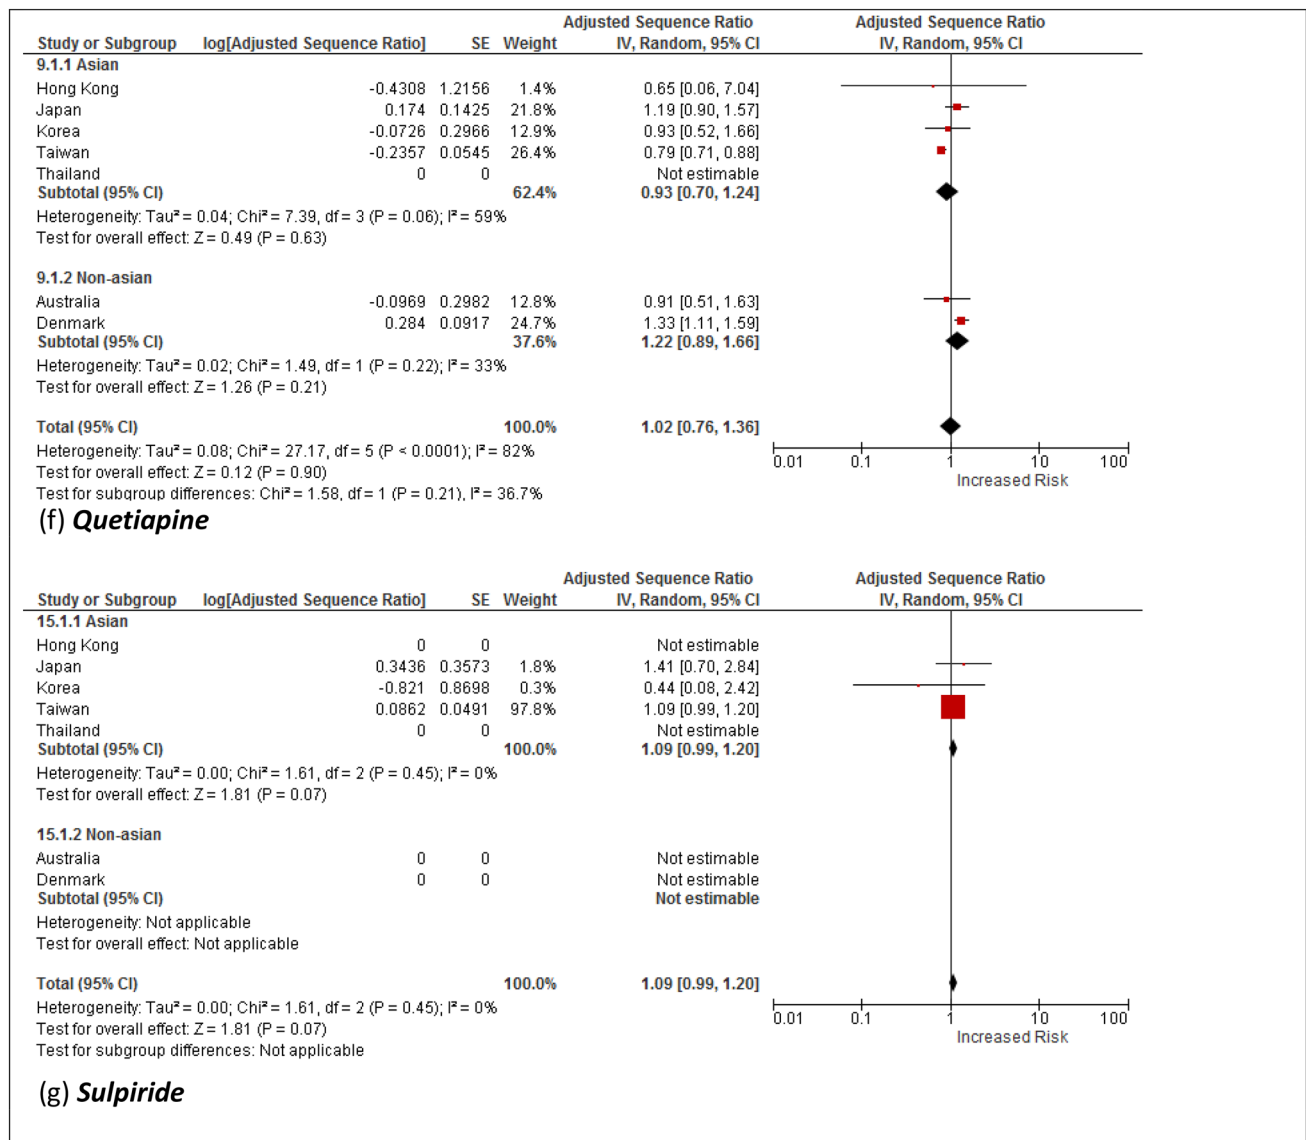 Adjusted Sequence Ratio Adjusted Sequence Ratio
Study or Subgroup log[Adjusted Sequence Ratio] SE Weight IV, Random, 95% CI IV, Random, 95% CI
9.1.1 Asian
Hong Kong -0.4308 1.2156 1.4% 0.65 [0.06, 7.04]
Japan 0.174 0.1425 21.8% 1.19 [0.90, 1.57]
Korea -0.0726 0.2966 12.9% 0.93 [0.52, 1.66]
Taiwan -0.2357 0.0545 26.4% 0.79 [0.71, 0.88]
Thailand 0 0 Not estimable
Subtotal (95% CI) 62.4% 0.93 [0.70, 1.24]
Heterogeneity: Tau² = 0.04; Chi² = 7.39, df = 3 (P = 0.06); I² = 59%
Test for overall effect: Z = 0.49 (P = 0.63)
9.1.2 Non-asian
Australia -0.0969 0.2982 12.8% 0.91 [0.51, 1.63]
Denmark 0.284 0.0917 24.7% 1.33 [1.11, 1.59]
Subtotal (95% CI) 37.6% 1.22 [0.89, 1.66]
Heterogeneity: Tau² = 0.02; Chi² = 1.49, df = 1 (P = 0.22); I² = 33%
Test for overall effect: Z = 1.26 (P = 0.21)
Total (95% CI) 100.0% 1.02 [0.76, 1.36]
Heterogeneity: Tau² = 0.08; Chi² = 27.17, df = 5 (P < 0.0001); I² = 82%
0.01 0.1 1 10 100
Test for overall effect: Z = 0.12 (P = 0.90)
Increased Risk
Test for subgroup differences: Chi² = 1.58, df = 1 (P = 0.21), I² = 36.7%
(f) Quetiapine
Adjusted Sequence Ratio Adjusted Sequence Ratio
Study or Subgroup log[Adjusted Sequence Ratio] SE Weight IV, Random, 95% CI IV, Random, 95% CI
15.1.1 Asian
Hong Kong 0 0 Not estimable
Japan 0.3436 0.3573 1.8% 1.41 [0.70, 2.84]
Korea -0.821 0.8698 0.3% 0.44 [0.08, 2.42]
Taiwan 0.0862 0.0491 97.8% 1.09 [0.99, 1.20]
Thailand 0 0 Not estimable
Subtotal (95% CI) 100.0% 1.09 [0.99, 1.20]
Heterogeneity: Tau² = 0.00; Chi² = 1.61, df = 2 (P = 0.45); I² = 0%
Test for overall effect: Z = 1.81 (P = 0.07)
15.1.2 Non-asian
Australia 0 0 Not estimable
Denmark 0 0 Not estimable
Subtotal (95% CI) Not estimable
Heterogeneity: Not applicable
Test for overall effect: Not applicable
Total (95% CI) 100.0% 1.09 [0.99, 1.20]
Heterogeneity: Tau² = 0.00; Chi² = 1.61, df = 2 (P = 0.45); I² = 0%
0.01 0.1 1 10 100
Test for overall effect: Z = 1.81 (P = 0.07)
Increased Risk
Test for subgroup differences: Not applicable
(g) Sulpiride